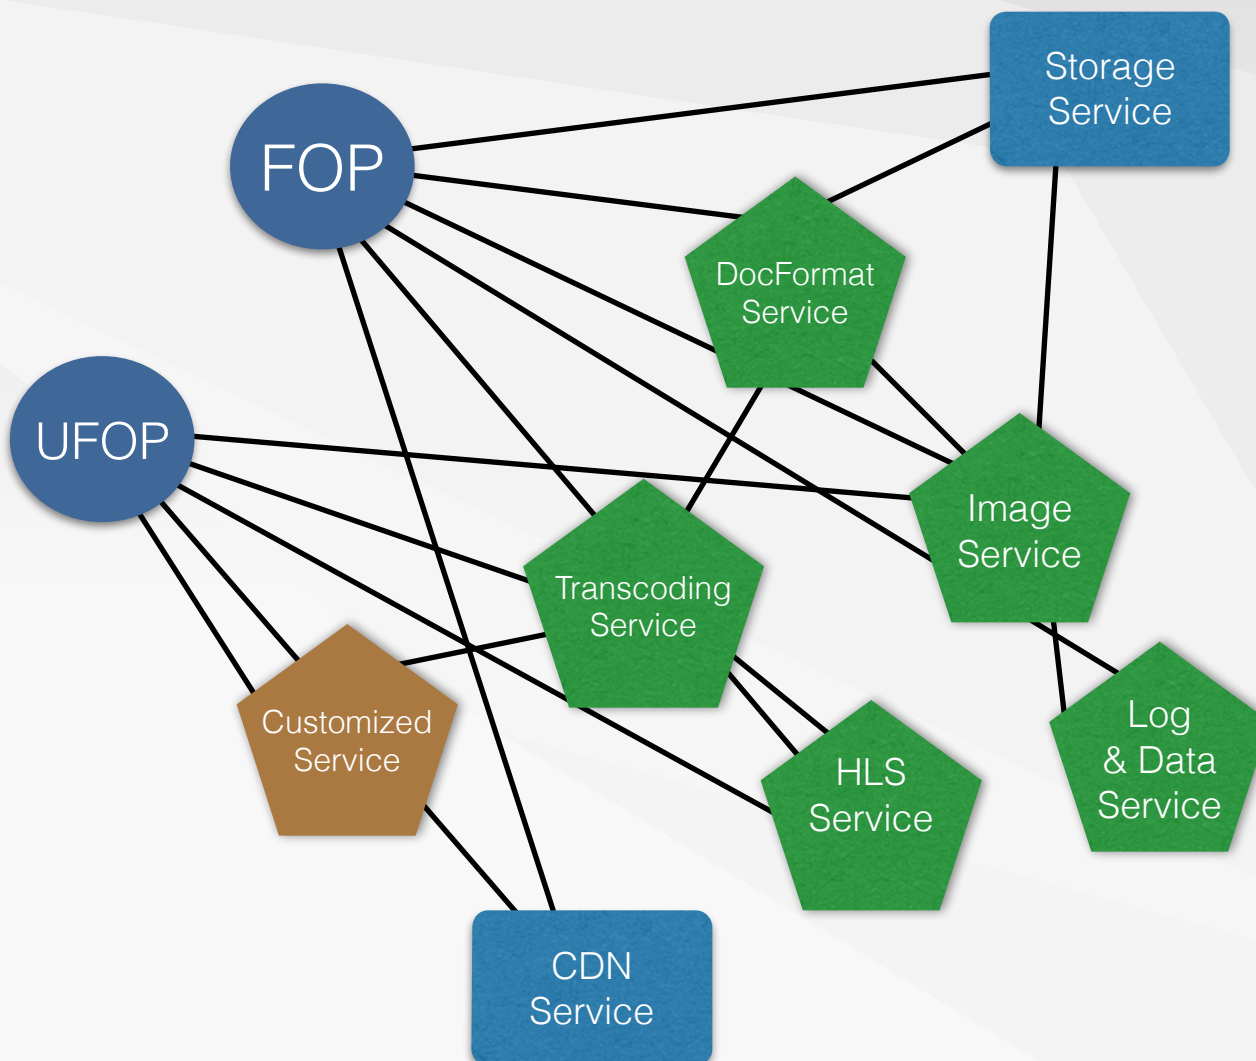 Storage
Service
FOP
DocFormat
Service
UFOP
Image
Service
Transcoding
Service
Customized
Service
Log
& Data
Service
HLS
Service
CDN
Service